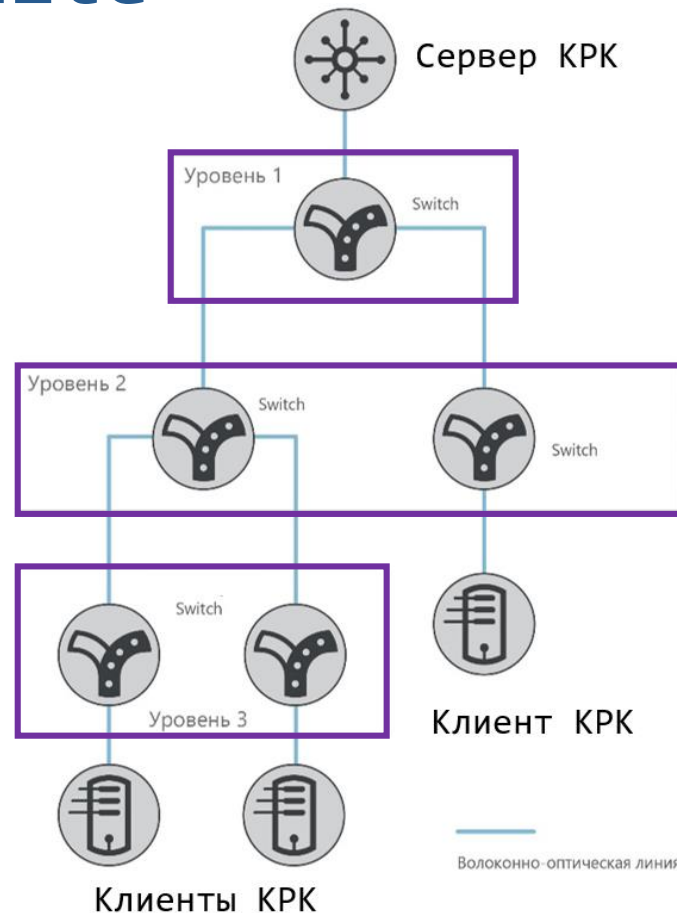 Сервер КРК
Уровень 1
Switch
Уровень 2
Switch
Switch
Switch
Уровень 3
Клиент КРК
Волоконно-оптическая линия
Клиенты КРК